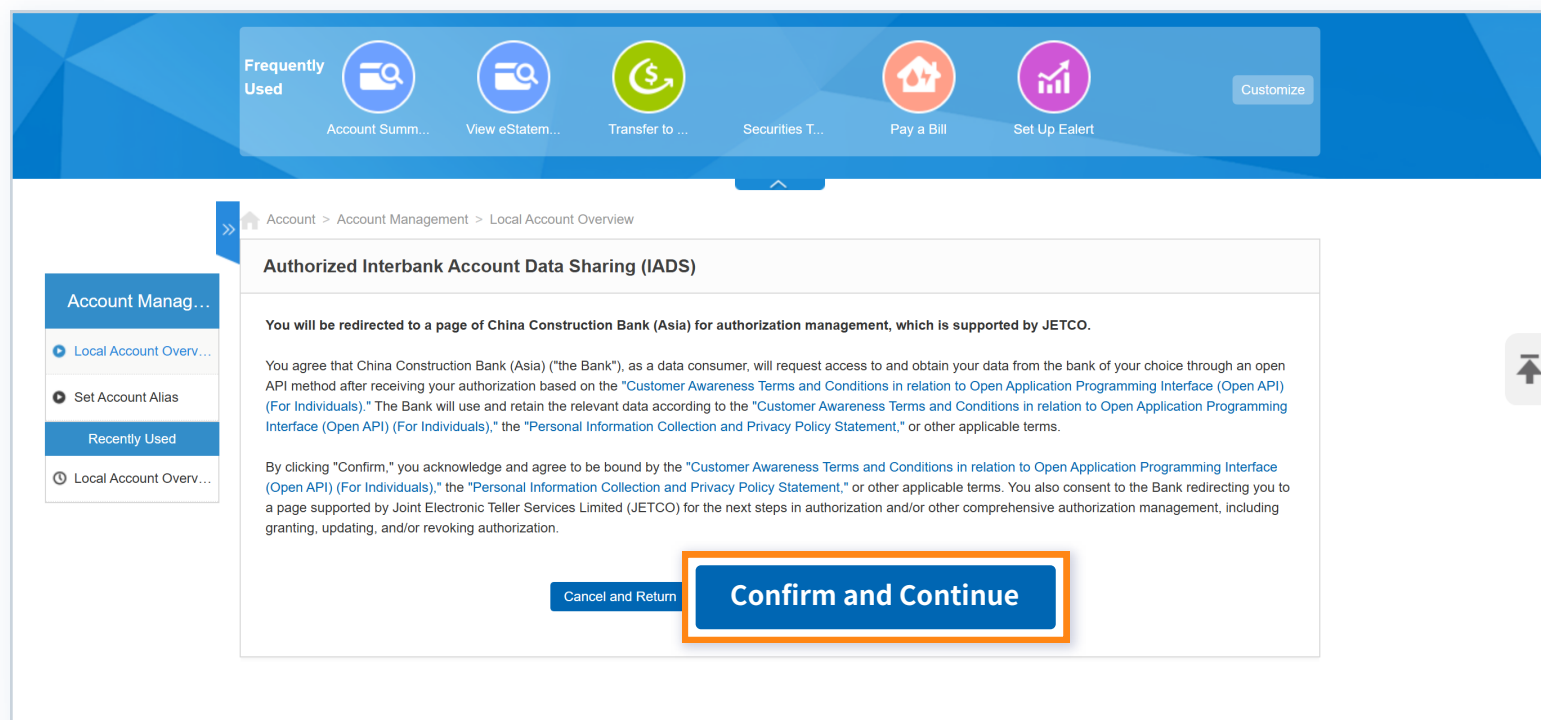 Frequently
Used
Customize
Account Summ...
View eStatem...
Transfer to ...
Securities T...
Pay a Bill
Set Up Ealert
Account > Account Management > Local Account Overview
Authorized Interbank Account Data Sharing (IADS)
Account Manag...
Local Account Overv...
Set Account Alias
Recently Used
Local Account Overv...
You will be redirected to a page of China Construction Bank (Asia) for authorization management, which is supported by JETCO.
You agree that China Construction Bank (Asia) ("the Bank"), as a data consumer, will request access to and obtain your data from the bank of your choice through an open
API method after receiving your authorization based on the "Customer Awareness Terms and Conditions in relation to Open Application Programming Interface (Open API)
(For Individuals)." The Bank will use and retain the relevant data according to the "Customer Awareness Terms and Conditions in relation to Open Application Programming
Interface (Open API) (For Individuals)," the "Personal Information Collection and Privacy Policy Statement," or other applicable terms.
By clicking "Confirm," you acknowledge and agree to be bound by the "Customer Awareness Terms and Conditions in relation to Open Application Programming Interface
(Open API) (For Individuals)," the "Personal Information Collection and Privacy Policy Statement," or other applicable terms. You also consent to the Bank redirecting you to
a page supported by Joint Electronic Teller Services Limited (JETCO) for the next steps in authorization and/or other comprehensive authorization management, including
granting, updating, and/or revoking authorization.
Cancel and Return
Confirm and Continue